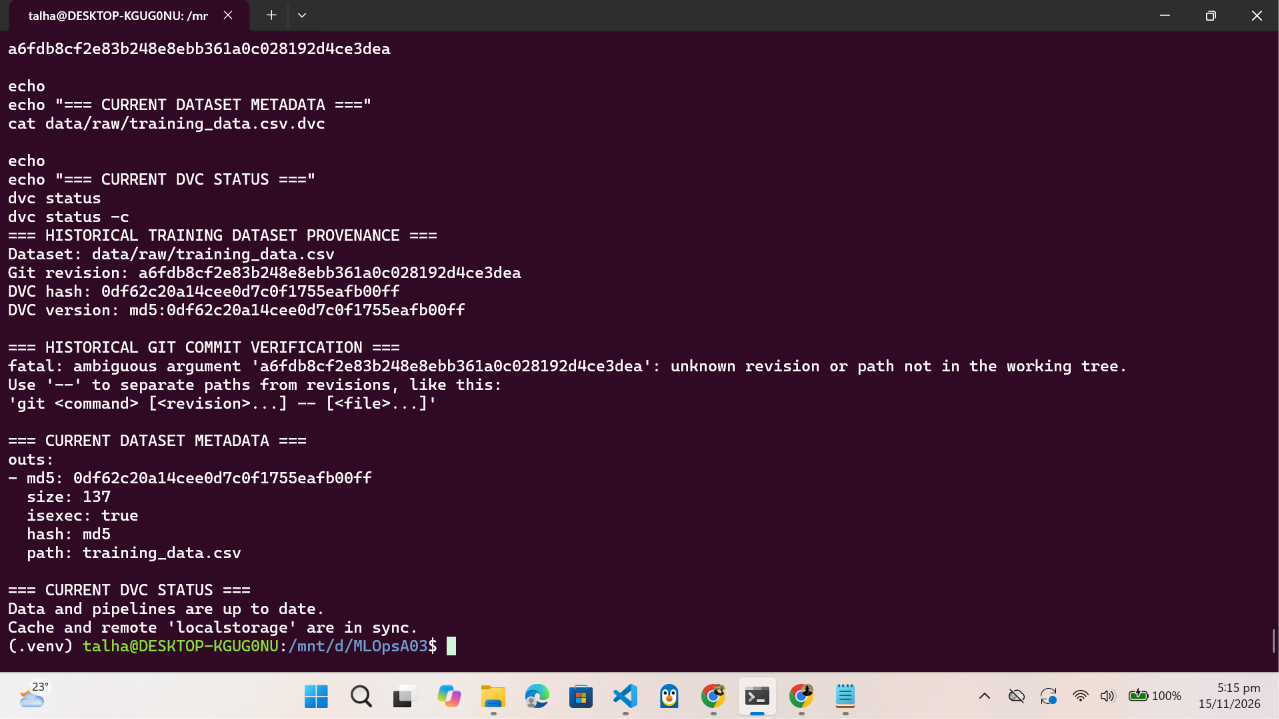 talha@DESKTOP-KGUG0NU: /mr
a6fdb8cf2e83b248e8ebb361a0c028192d4ce3dea
echo
echo "=== CURRENT DATASET METADATA ==="
cat data/raw/training_data.csv.dvc
echo
echo "=== CURRENT DVC STATUS ==="
dvc status
dvc status -c
=== HISTORICAL TRAINING DATASET PROVENANCE ===
Dataset: data/raw/training_data.csv
Git revision: a6fdb8cf2e83b248e8ebb361a0c028192d4ce3dea
DVC hash: 0df62c20a14cee0d7c0f1755eafb00ff
DVC version: md5:0df62c20a14cee0d7c0f1755eafb00ff
=== HISTORICAL GIT COMMIT VERIFICATION ===
fatal: ambiguous argument 'a6fdb8cf2e83b248e8ebb361a0c028192d4ce3dea': unknown revision or path not in the working tree.
Use '--' to separate paths from revisions, like this:
'git <command> [<revision>...] -- [<file>...]'
=== CURRENT DATASET METADATA ===
outs:
- md5: 0df62c20a14cee0d7c0f1755eafb00ff
  size: 137
  isexec: true
  hash: md5
  path: training_data.csv
=== CURRENT DVC STATUS ===
Data and pipelines are up to date.
Cache and remote 'localstorage' are in sync.
(.venv) talha@DESKTOP-KGUG0NU:/mnt/d/MLOpsA03$
23°
100%
5:15 pm
15/11/2026